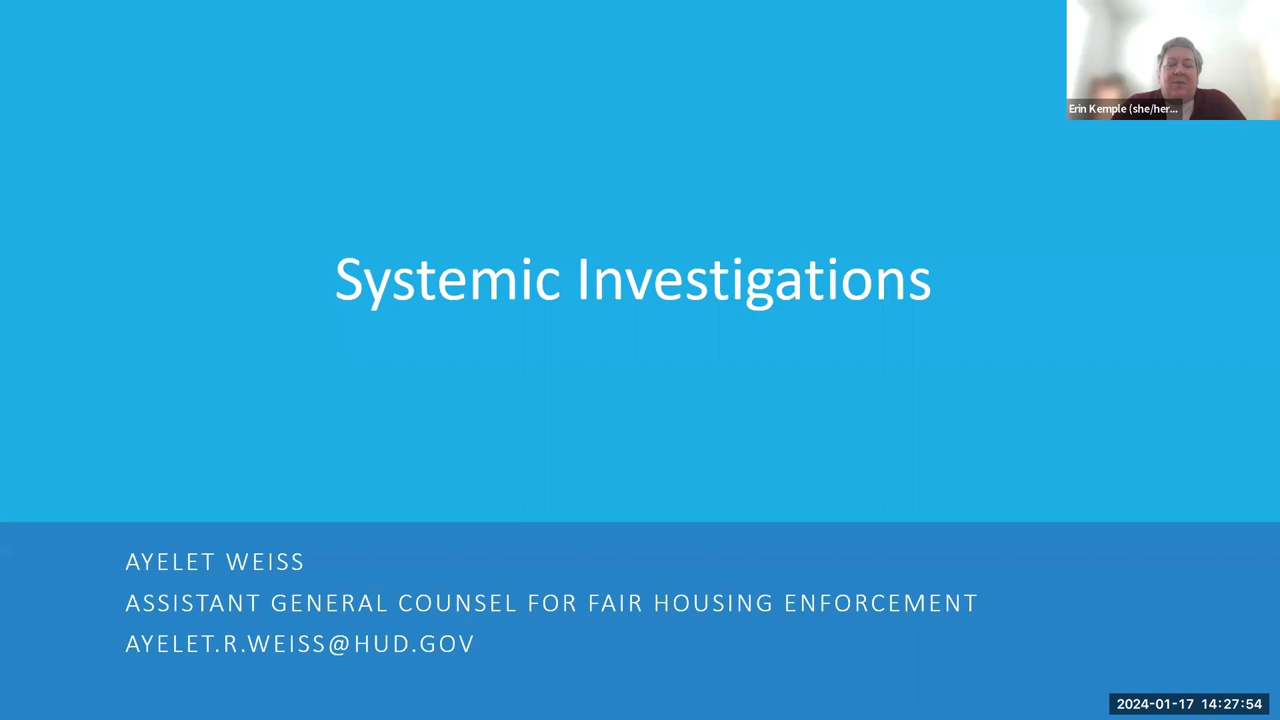 Erin Kemple (she/her...
Systemic Investigations
AYELET WEISS
ASSISTANT GENERAL COUNSEL FOR FAIR HOUSING ENFORCEMENT
AYELET.R.WEISS@HUD.GOV
2024-01-17 14:27:54